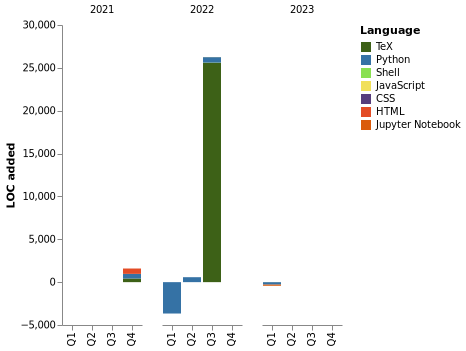 2021 2022 2023
Language
TeX
Python
Shell
JavaScript
CSS
HTML
Jupyter Notebook
LOC added
30,000
25,000
20,000
15,000
10,000
5,000
0
−5,000
Q1 Q2 Q3 Q4 Q1 Q2 Q3 Q4 Q1 Q2 Q3 Q4